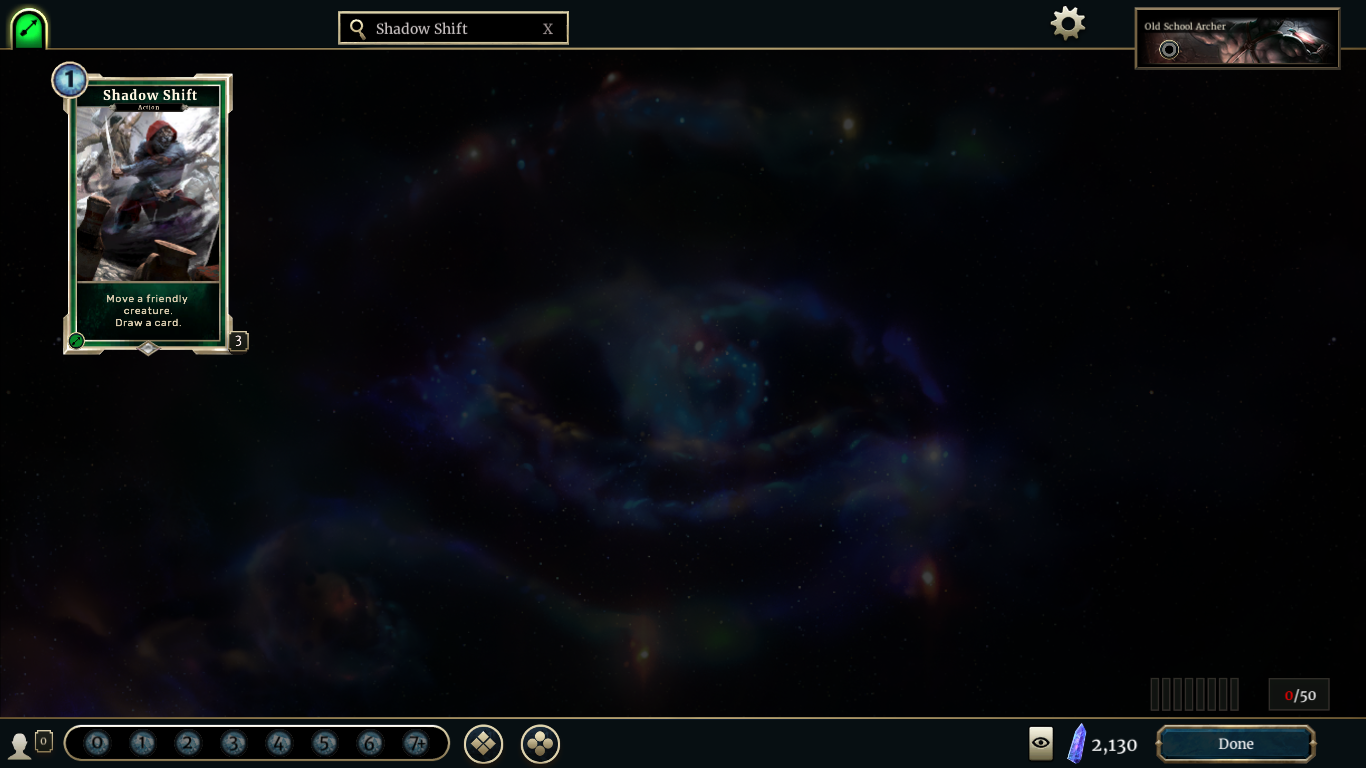 Shadow Shift
X
Old School Archer
1
Shadow Shift
Action
Move a friendly
creature.
Draw a card.
3
0/50
0
0 1 2 3 4 5 6 7+
2,130
Done